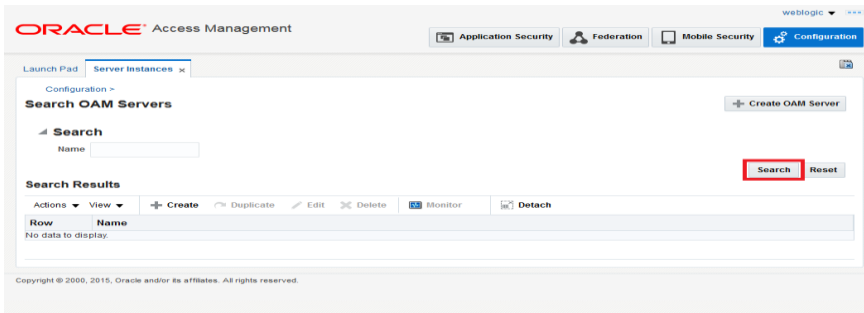 weblogic
ORACLE Access Management
Application Security Federation Mobile Security Configuration
Launch Pad Server Instances x
Configuration >
Search OAM Servers
Create OAM Server
Search
Name
Search Reset
Search Results
Actions View Create Duplicate Edit Delete Monitor Detach
Row Name
No data to display.
Copyright © 2000, 2015, Oracle and/or its affiliates. All rights reserved.